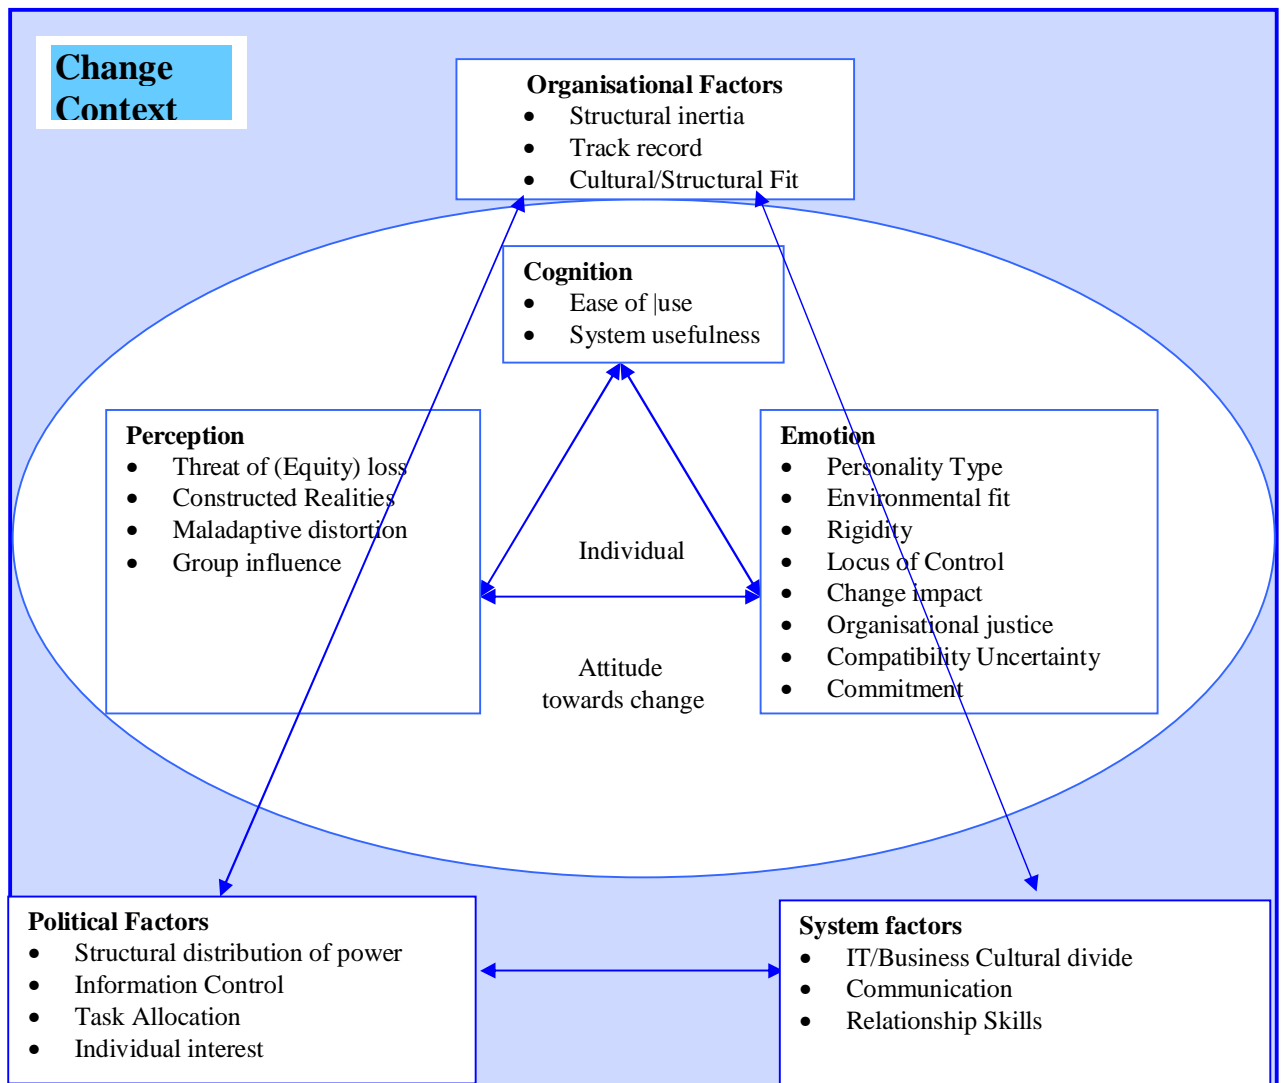 Change
Context
Organisational Factors
• Structural inertia
• Track record
• Cultural/Structural Fit
Cognition
• Ease of |use
• System usefulness
Perception
• Threat of (Equity) loss
• Constructed Realities
• Maladaptive distortion
• Group influence
Emotion
• Personality Type
• Environmental fit
• Rigidity
• Locus of Control
• Change impact
• Organisational justice
• Compatibility Uncertainty
• Commitment
Individual
Attitude
towards change
Political Factors
• Structural distribution of power
• Information Control
• Task Allocation
• Individual interest
System factors
• IT/Business Cultural divide
• Communication
• Relationship Skills